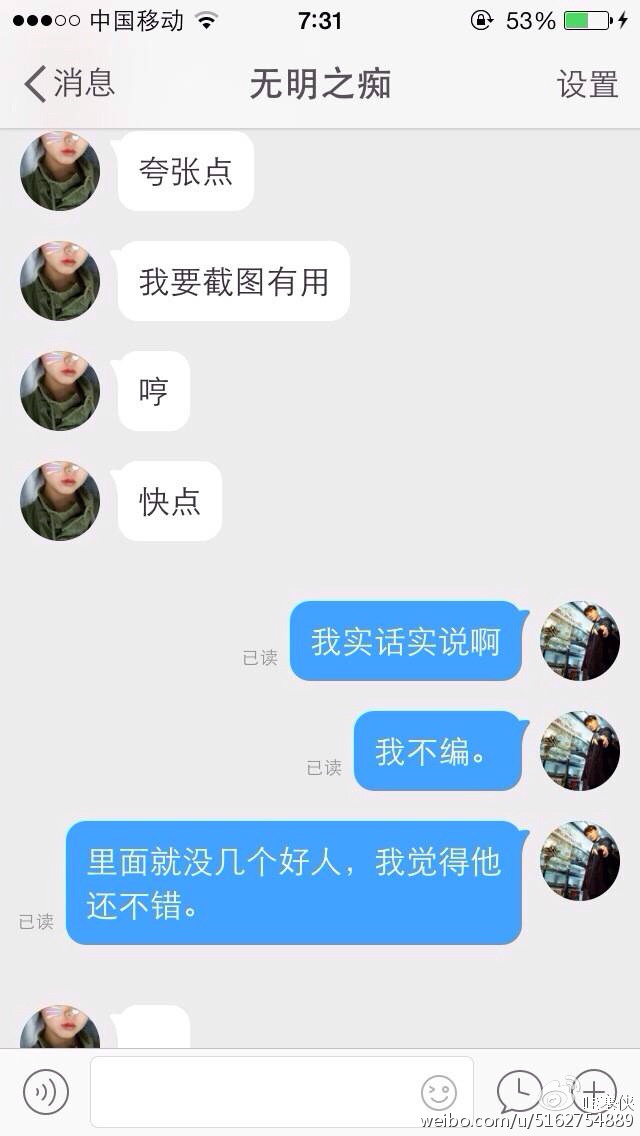 中国移动 7:31 53%
消息 无明之痴 设置
夸张点
我要截图有用
哼
快点
我实话实说啊
已读
我不编。
已读
里面就没几个好人，我觉得他
还不错。
已读
weibo.com/u/5162754889